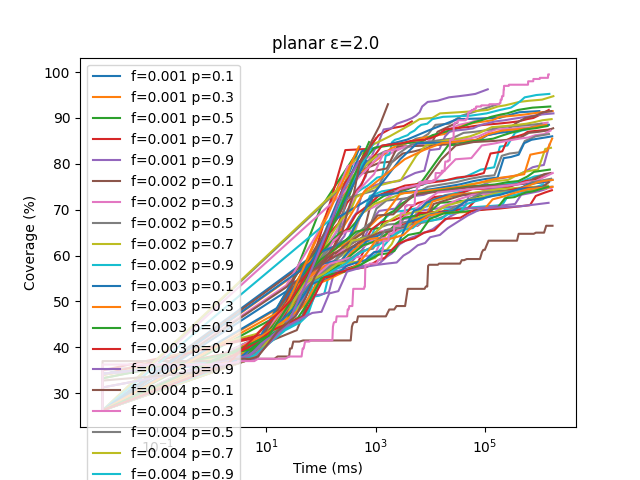 planar ε=2.0
Coverage (%)
100
90
80
70
60
50
40
30
f=0.001 p=0.1
f=0.001 p=0.3
f=0.001 p=0.5
f=0.001 p=0.7
f=0.001 p=0.9
f=0.002 p=0.1
f=0.002 p=0.3
f=0.002 p=0.5
f=0.002 p=0.7
f=0.002 p=0.9
f=0.003 p=0.1
f=0.003 p=0.3
f=0.003 p=0.5
f=0.003 p=0.7
f=0.003 p=0.9
f=0.004 p=0.1
f=0.004 p=0.3
f=0.004 p=0.5
f=0.004 p=0.7
f=0.004 p=0.9
10⁻¹ 10¹ 10³ 10⁵
Time (ms)